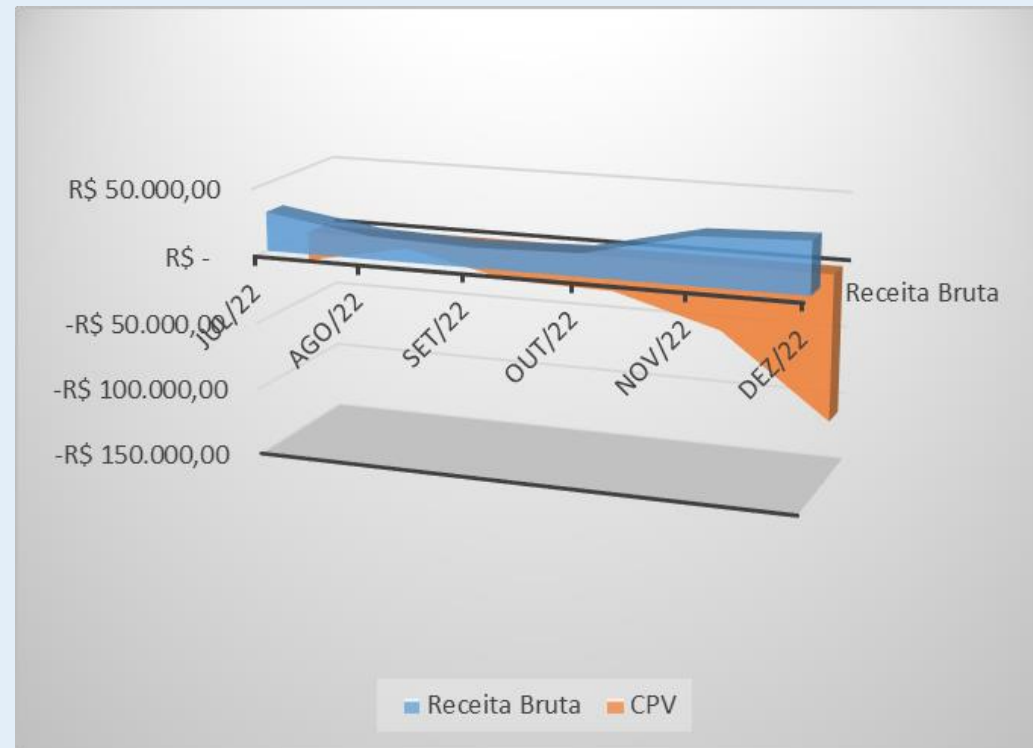 R$ 50.000,00
R$ -
-R$ 50.000,00
-R$ 100.000,00
-R$ 150.000,00
JUL/22
AGO/22
SET/22
OUT/22
NOV/22
DEZ/22
Receita Bruta
Receita Bruta
CPV